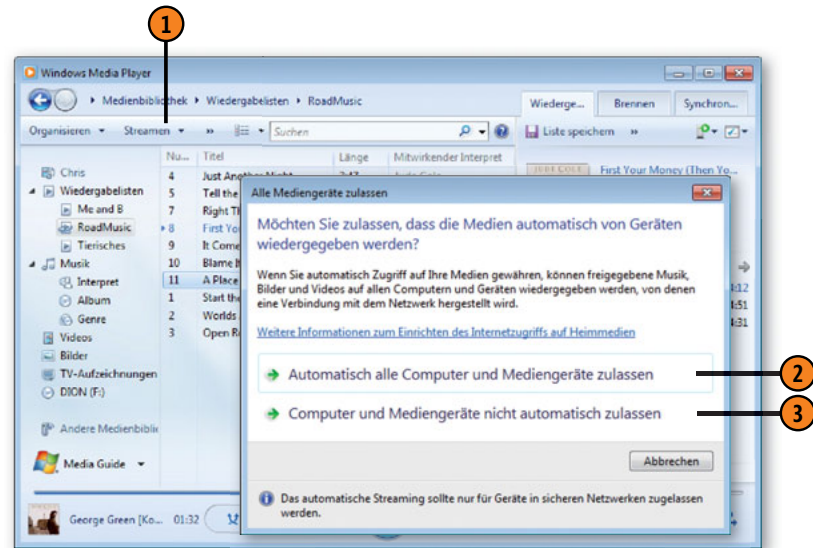 1
Windows Media Player
Medienbibliothek Wiedergabelisten RoadMusic
Wiederge... Brennen Synchron...
Organisieren Streamen » Suchen Liste speichern »
Nu... Titel Länge Mitwirkender Interpret
Chris
Wiedergabelisten
Me and B
RoadMusic
Tierisches
Musik
Interpret
Album
Genre
Videos
Bilder
TV-Aufzeichnungen
DION (F:)
Andere Medienbiblio
Media Guide
4 Just Another Night
5 Tell the
7 Right Th
8 First Yo
9 It Come
10 Blame It
11 A Place
1 Start the
2 Worlds
3 Open R
First Your Money (Then Yo...
:12
:51
:31
Alle Mediengeräte zulassen
Möchten Sie zulassen, dass die Medien automatisch von Geräten
wiedergegeben werden?
Wenn Sie automatisch Zugriff auf Ihre Medien gewähren, können freigegebene Musik,
Bilder und Videos auf allen Computern und Geräten wiedergegeben werden, von denen
eine Verbindung mit dem Netzwerk hergestellt wird.
Weitere Informationen zum Einrichten des Internetzugriffs auf Heimmedien
Automatisch alle Computer und Mediengeräte zulassen
2
Computer und Mediengeräte nicht automatisch zulassen
3
Abbrechen
Das automatische Streaming sollte nur für Geräte in sicheren Netzwerken zugelassen
werden.
George Green [Ko... 01:32